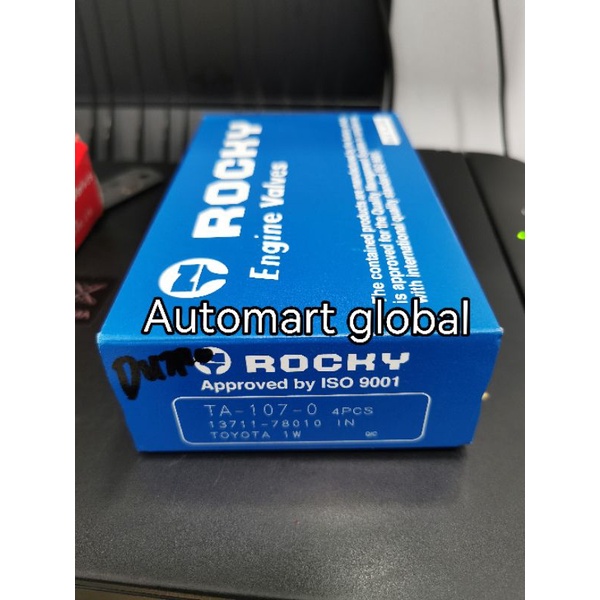 ROCKY
Engine Valves
The contained products are
is approved for the Quality
with international quality standard
Automart global
ROCKY
Approved by ISO 9001
TA-107-0 4PCS
13711-78010 IN
TOYOTA 1W